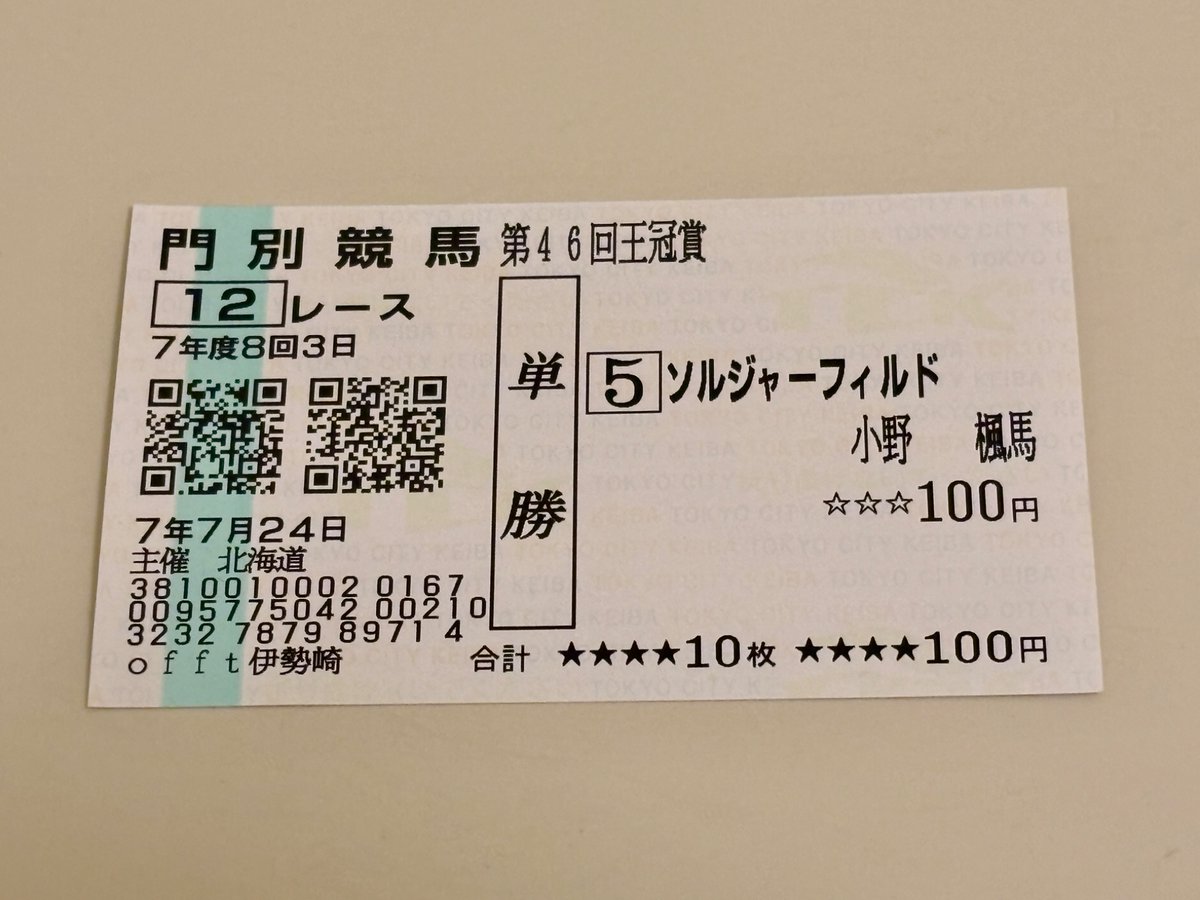 門別競馬 第46回王冠賞
12 レース
7年度8回3日
単勝
5 ソルジャーフィルド
小野 楓馬
☆☆☆100円
7年7月24日
主催 北海道
3810010002 0167
0095775042 00210
3232 7879 8971 4
offt伊勢崎
合計 ★★★★10枚 ★★★★100円